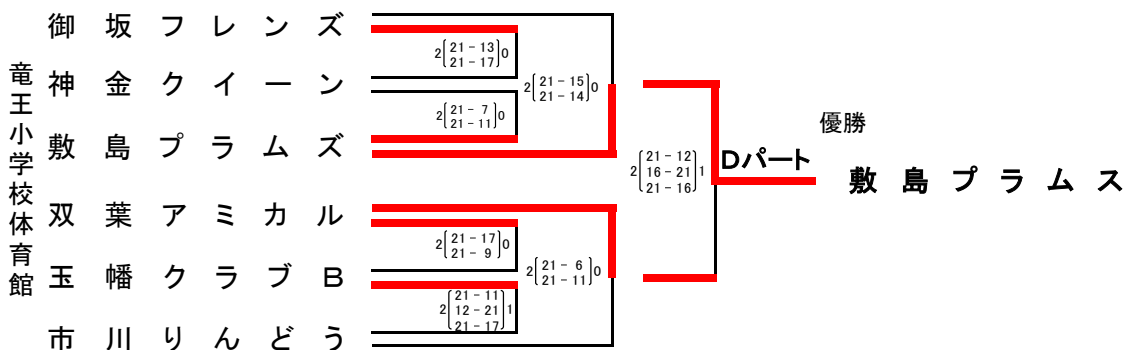 竜王小学校体育館
御坂フレンズ
神金クイーン
敷島プラムズ
双葉アミカル
玉幡クラブB
市川りんどう
2 21-13 0
21-17
2 21-7 0
21-11
2 21-15 0
21-14
2 21-17 0
21-9
2 21-11 1
12-21
21-17
2 21-6 0
21-11
2 21-12 1
16-21
21-16
優勝
Dパート
敷島プラムス